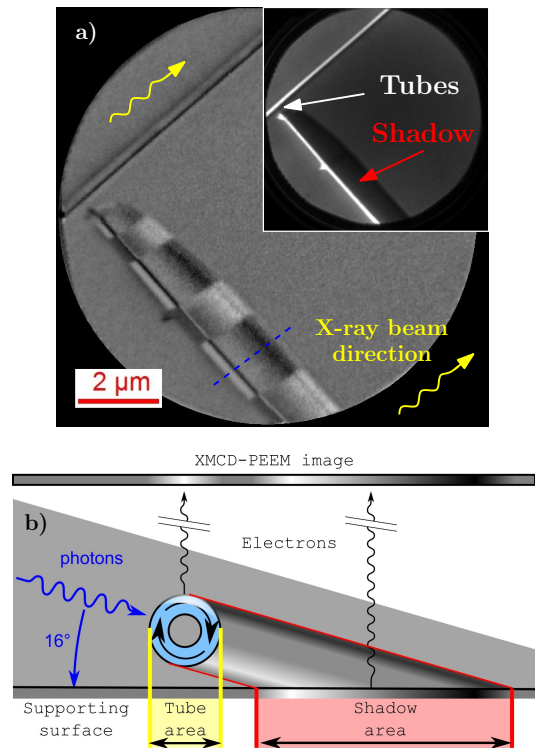 a)
Tubes
Shadow
X-ray beam
direction
2 µm
XMCD-PEEM image
b)
Electrons
photons
16°
Supporting
surface
Tube
area
Shadow
area